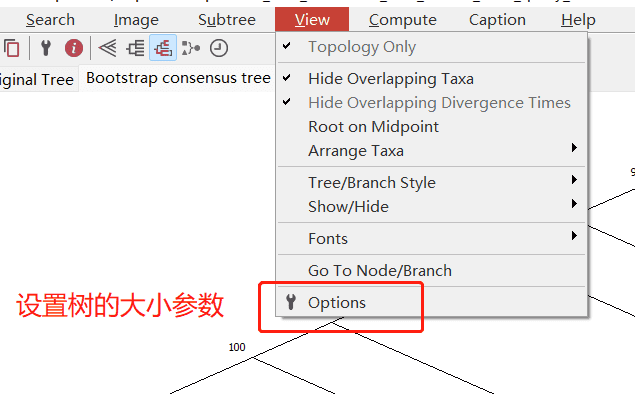 Search Image Subtree View Compute Caption Help
iginal Tree Bootstrap consensus tree
Topology Only
Hide Overlapping Taxa
Hide Overlapping Divergence Times
Root on Midpoint
Arrange Taxa
Tree/Branch Style
Show/Hide
Fonts
Go To Node/Branch
Options
设置树的大小参数
100